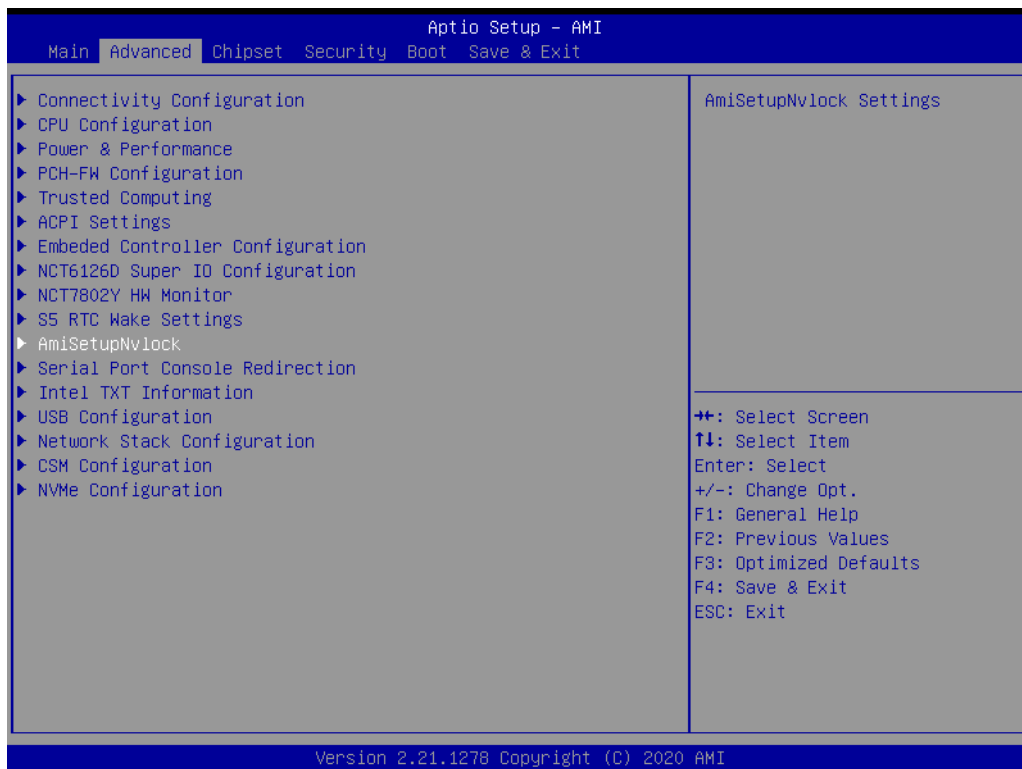 Aptio Setup – AMI
Main Advanced Chipset Security Boot Save & Exit
▶ Connectivity Configuration
▶ CPU Configuration
▶ Power & Performance
▶ PCH-FW Configuration
▶ Trusted Computing
▶ ACPI Settings
▶ Embeded Controller Configuration
▶ NCT6126D Super IO Configuration
▶ NCT7802Y HW Monitor
▶ S5 RTC Wake Settings
▶ AmiSetupNvlock
▶ Serial Port Console Redirection
▶ Intel TXT Information
▶ USB Configuration
▶ Network Stack Configuration
▶ CSM Configuration
▶ NVMe Configuration
AmiSetupNvlock Settings
→←: Select Screen
↑↓: Select Item
Enter: Select
+/-: Change Opt.
F1: General Help
F2: Previous Values
F3: Optimized Defaults
F4: Save & Exit
ESC: Exit
Version 2.21.1278 Copyright (C) 2020 AMI